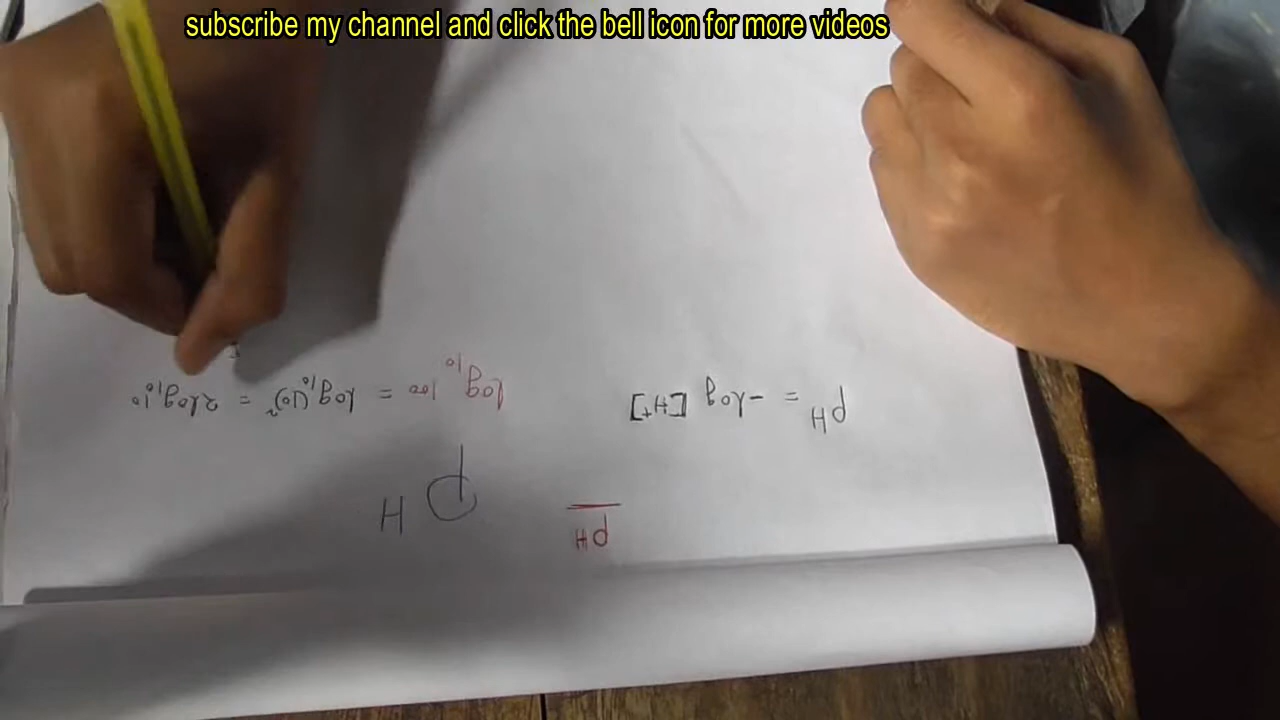 subscribe my channel and click the bell icon for more videos
pH
p H
pH = -log [H⁺]
log₁₀ 100 = log₁₀(10)² = 2log₁₀10